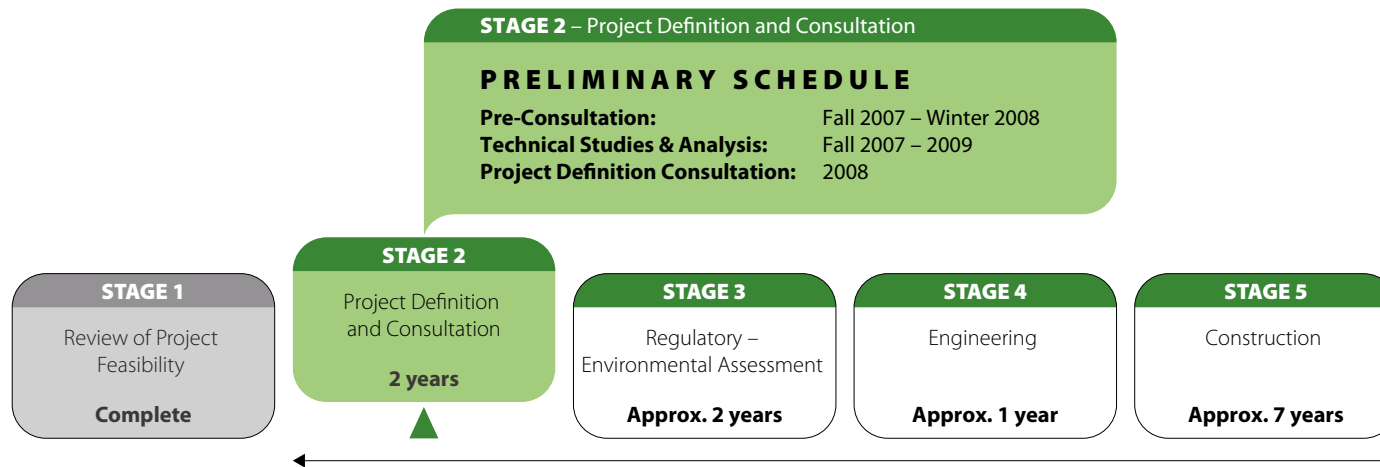 STAGE 2 – Project Definition and Consultation
PRELIMINARY SCHEDULE
Pre-Consultation: Fall 2007 – Winter 2008
Technical Studies & Analysis: Fall 2007 – 2009
Project Definition Consultation: 2008
STAGE 1
Review of Project
Feasibility
Complete
STAGE 2
Project Definition
and Consultation
2 years
STAGE 3
Regulatory –
Environmental Assessment
Approx. 2 years
STAGE 4
Engineering
Approx. 1 year
STAGE 5
Construction
Approx. 7 years